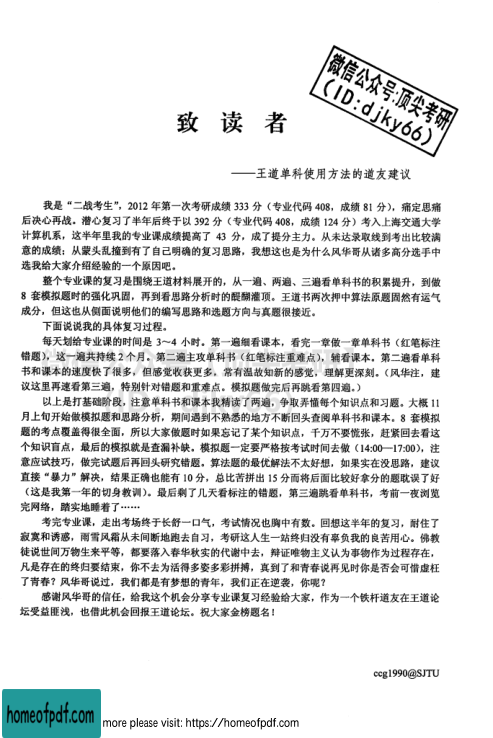 微信公众号:顶尖考研
(ID:djky66)
致 读 者
——王道单科使用方法的道友建议
我是“二战考生”，2012 年第一次考研成绩 333 分（专业代码 408，成绩 81 分），痛定思痛
后决心再战。潜心复习了半年后终于以 392 分（专业代码 408，成绩 124 分）考入上海交通大学
计算机系，这半年里我的专业课成绩提高了 43 分，成了提分主力。从未达录取线到考出比较满
意的成绩；从蒙头乱撞到有了自己明确的复习思路，我想这也是为什么风华哥从诸多高分选手中
选我给大家介绍经验的一个原因吧。
整个专业课的复习是围绕王道材料展开的，从一遍、两遍、三遍看单科书的积累提升，到做
8 套模拟题时的强化巩固，再到看思路分析时的醍醐灌顶。王道书两次押中算法原题固然有运气
成分，但这也从侧面说明他们的编写思路和选题方向与真题很接近。
下面说说我的具体复习过程。
每天划给专业课的时间是 3～4 小时。第一遍细看课本，看完一章做一章单科书（红笔标注
错题），这一遍共持续 2 个月。第二遍主攻单科书（红笔标注重难点），辅看课本。第二遍看单科
书和课本的速度快了很多，但感觉收获更多，常有温故知新的感觉，理解更深刻。（风华注，建
议这里再速看第三遍，特别针对错题和重难点。模拟题做完后再跳看第四遍。）
以上是打基础阶段，注意单科书和课本我精读了两遍，争取弄懂每个知识点和习题。大概 11
月上旬开始做模拟题和思路分析，期间遇到不熟悉的地方不断回头查阅单科书和课本。8 套模拟
题的考点覆盖得很全面，所以大家做题时如果忘记了某个知识点，千万不要慌张，赶紧回去看这
个知识盲点，最后的模拟就是查漏补缺。模拟题一定要严格按考试时间去做（14:00—17:00），注
意应试技巧，做完试题后再回头研究错题。算法题的最优解法不太好想，如果实在没思路，建议
直接“暴力”解决，结果正确也能有 10 分，总比苦拼出 15 分而将后面比较好拿分的题耽误了好
（这是我第一年的切身教训）。最后剩了几天看标注的错题，第三遍跳看单科书，考前一夜浏览
完网络，踏实地睡着了……
考完专业课，走出考场终于长舒一口气，考试情况也胸中有数。回想这半年的复习，耐住了
寂寞和诱惑，雨雪风霜从未间断地跑去自习，考研这人生一站终归没有辜负我的良苦用心。佛教
徒说世间万物生来平等，都要落入春华秋实的代谢中去，辩证唯物主义认为事物作为过程存在，
凡是存在的终归要结束，你不去为活得多姿多彩拼搏，真到了和青春说再见时你是否会可惜虚枉
了青春？风华哥说过，我们都是有梦想的青年，我们正在逆袭，你呢？
感谢风华哥的信任，给我这个机会分享专业课复习经验给大家，作为一个铁杆道友在王道论
坛受益匪浅，也借此机会回报王道论坛。祝大家金榜题名！
ccg1990@SJTU
homeofpdf.com
more please visit: https://homeofpdf.com